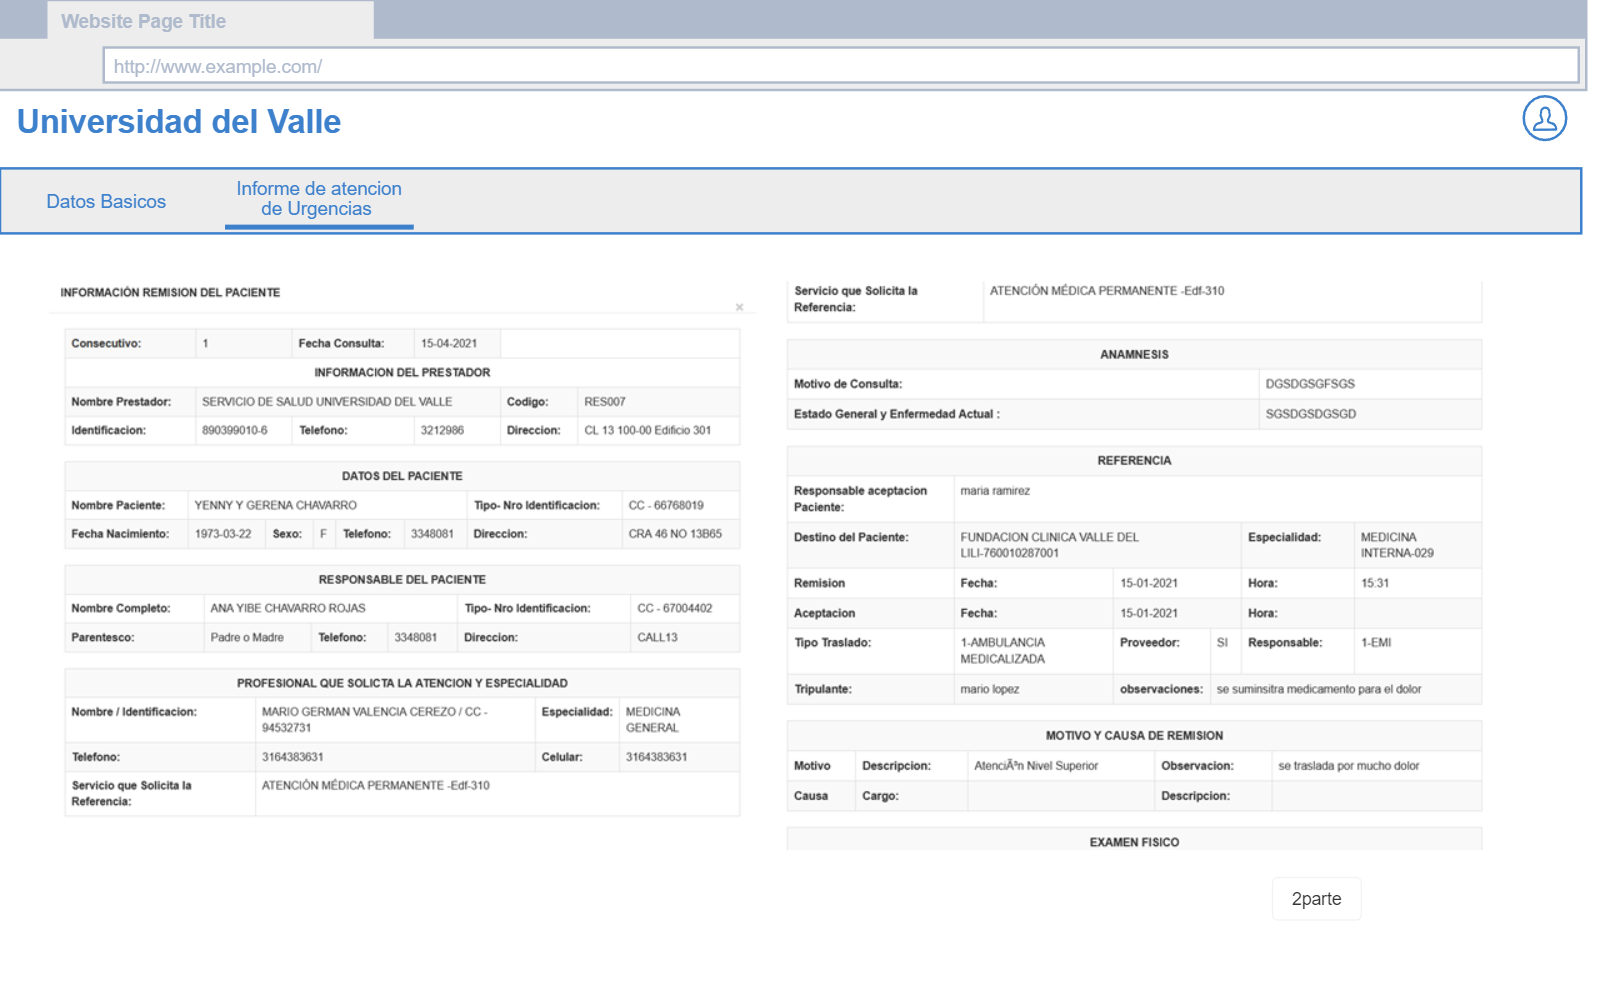 Website Page Title
http://www.example.com/
Universidad del Valle
Datos Basicos
Informe de atencion
de Urgencias
INFORMACIÓN REMISION DEL PACIENTE
×
Consecutivo: 1 Fecha Consulta: 15-04-2021
INFORMACION DEL PRESTADOR
Nombre Prestador: SERVICIO DE SALUD UNIVERSIDAD DEL VALLE Codigo: RES007
Identificacion: 890399010-6 Telefono: 3212986 Direccion: CL 13 100-00 Edificio 301
DATOS DEL PACIENTE
Nombre Paciente: YENNY Y GERENA CHAVARRO Tipo- Nro Identificacion: CC - 66768019
Fecha Nacimiento: 1973-03-22 Sexo: F Telefono: 3348081 Direccion: CRA 46 NO 13B65
RESPONSABLE DEL PACIENTE
Nombre Completo: ANA YIBE CHAVARRO ROJAS Tipo- Nro Identificacion: CC - 67004402
Parentesco: Padre o Madre Telefono: 3348081 Direccion: CALL13
PROFESIONAL QUE SOLICTA LA ATENCION Y ESPECIALIDAD
Nombre / Identificacion: MARIO GERMAN VALENCIA CEREZO / CC - Especialidad: MEDICINA
94532731 GENERAL
Telefono: 3164383631 Celular: 3164383631
Servicio que Solicita la ATENCIÓN MÉDICA PERMANENTE -Edf-310
Referencia:
Servicio que Solicita la ATENCIÓN MÉDICA PERMANENTE -Edf-310
Referencia:
ANAMNESIS
Motivo de Consulta: DGSDGSGFSGS
Estado General y Enfermedad Actual : SGSDGSDGSGD
REFERENCIA
Responsable aceptacion maria ramirez
Paciente:
Destino del Paciente: FUNDACION CLINICA VALLE DEL Especialidad: MEDICINA
LILI-760010287001 INTERNA-029
Remision Fecha: 15-01-2021 Hora: 15:31
Aceptacion Fecha: 15-01-2021 Hora:
Tipo Traslado: 1-AMBULANCIA Proveedor: SI Responsable: 1-EMI
MEDICALIZADA
Tripulante: mario lopez observaciones: se suminsitra medicamento para el dolor
MOTIVO Y CAUSA DE REMISION
Motivo Descripcion: AtenciÃ³n Nivel Superior Observacion: se traslada por mucho dolor
Causa Cargo: Descripcion:
EXAMEN FISICO
2parte